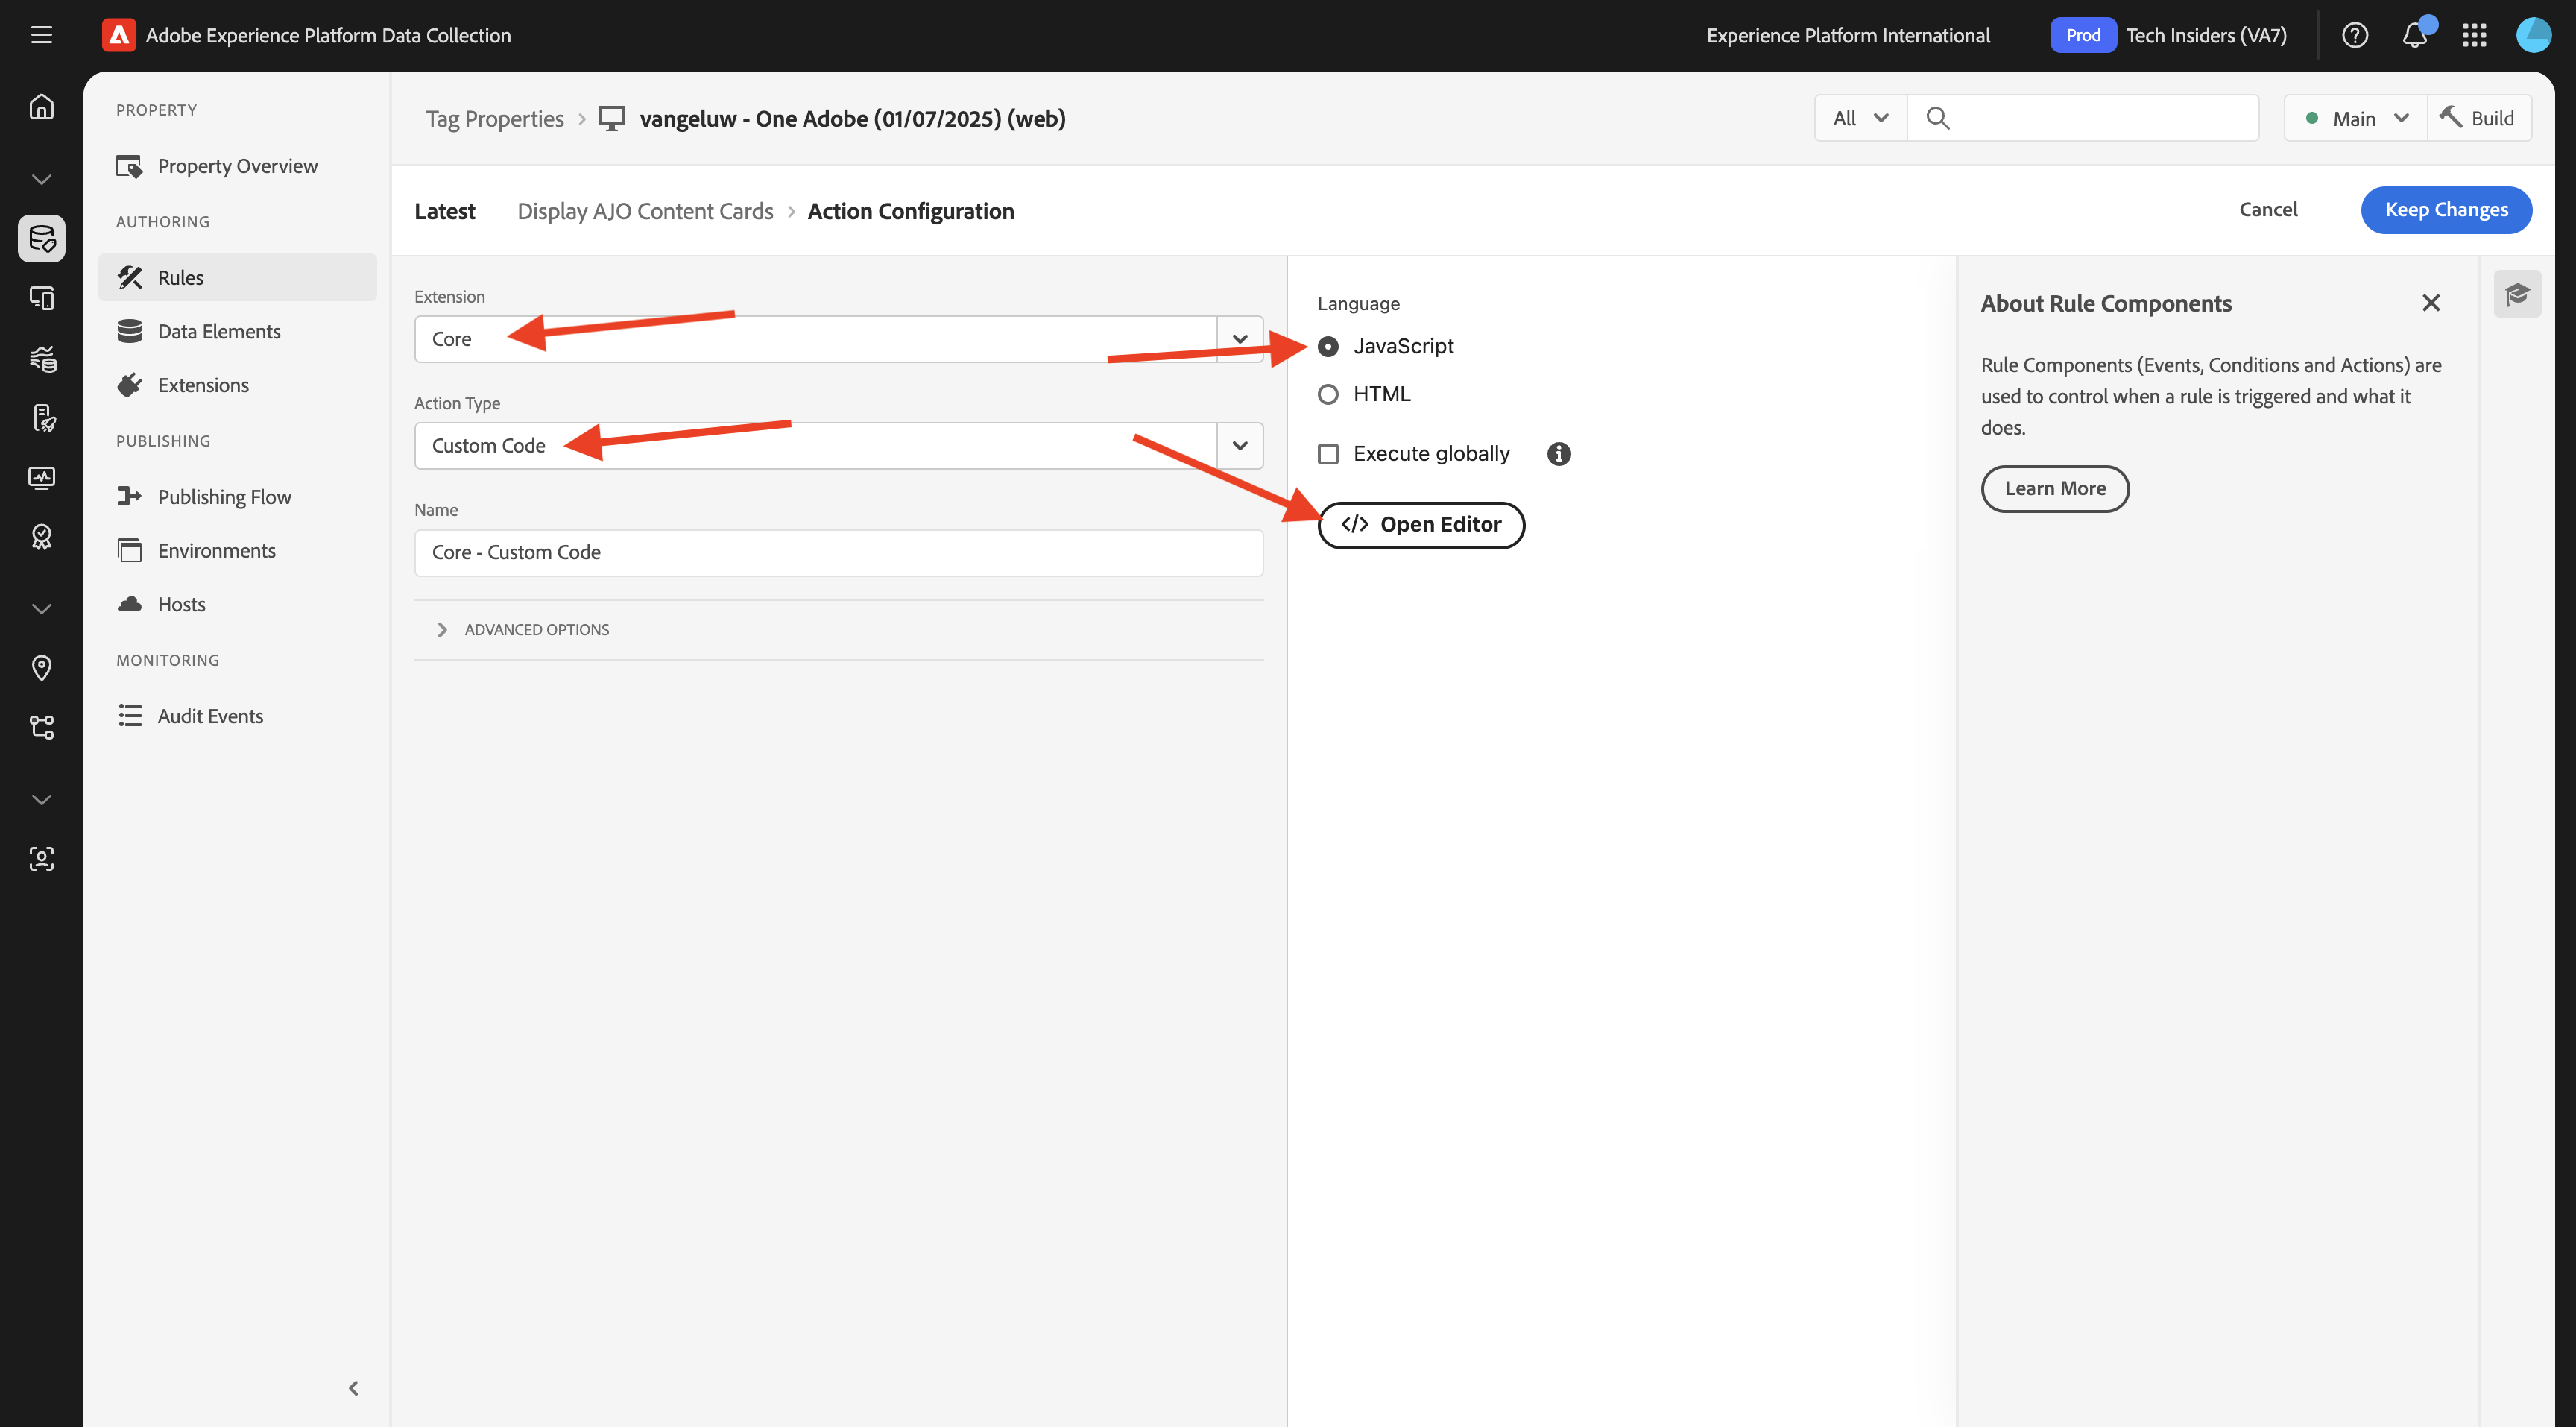 Adobe Experience Platform Data Collection
Experience Platform International
Prod
Tech Insiders (VA7)
PROPERTY
Property Overview
AUTHORING
Rules
Data Elements
Extensions
PUBLISHING
Publishing Flow
Environments
Hosts
MONITORING
Audit Events
Tag Properties
vangeluw - One Adobe (01/07/2025) (web)
All
Main
Build
Latest
Display AJO Content Cards
Action Configuration
Cancel
Keep Changes
Extension
Core
Action Type
Custom Code
Name
Core - Custom Code
ADVANCED OPTIONS
Language
JavaScript
HTML
Execute globally
</> Open Editor
About Rule Components
Rule Components (Events, Conditions and Actions) are
used to control when a rule is triggered and what it
does.
Learn More